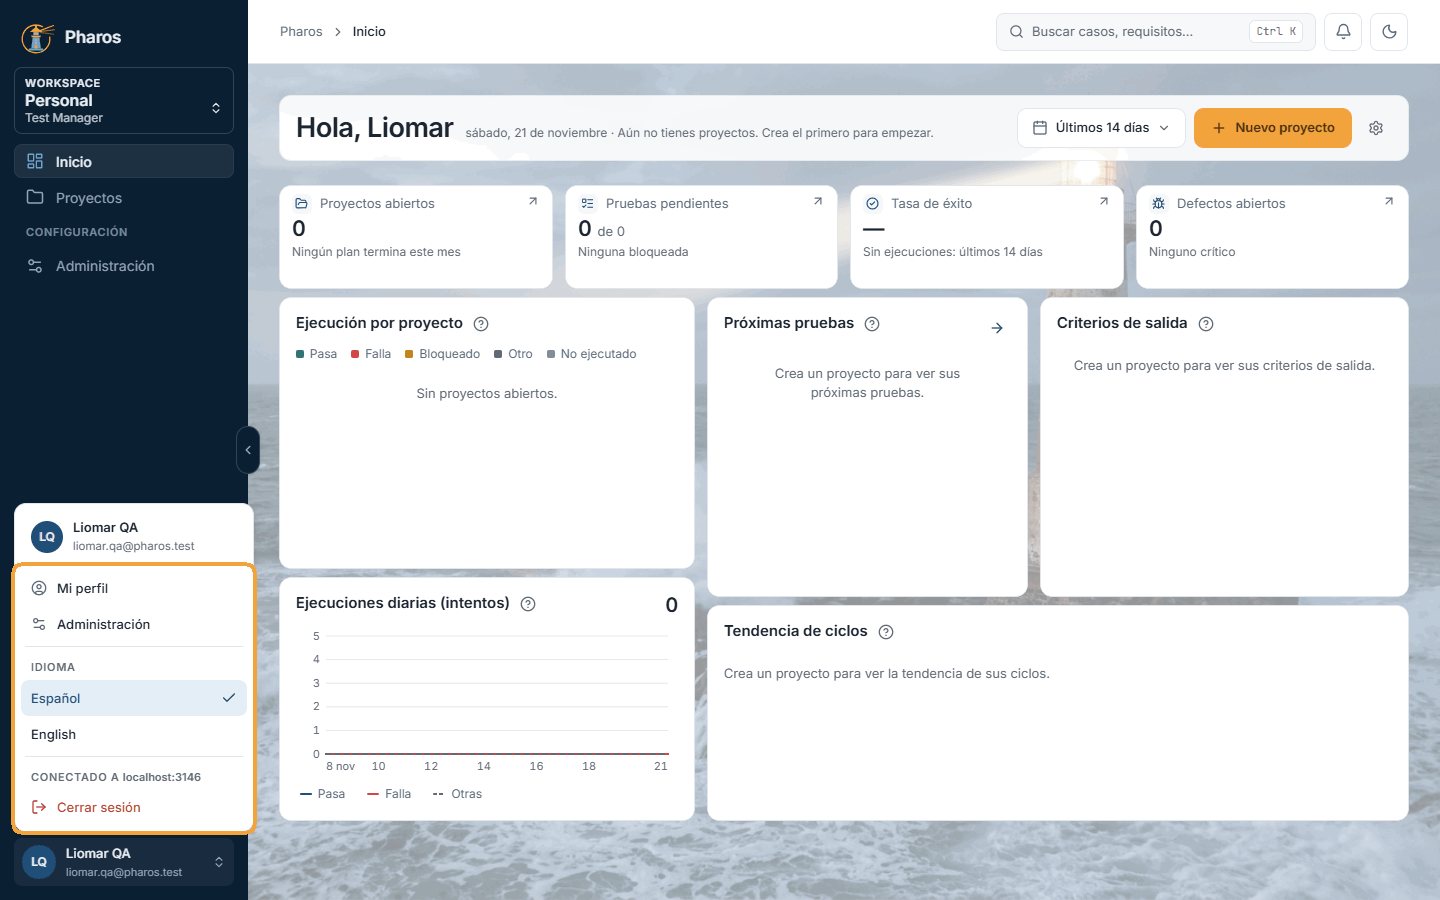 Pharos
WORKSPACE
Personal
Test Manager
Inicio
Proyectos
CONFIGURACIÓN
Administración
Liomar QA
LQ
liomar.qa@pharos.test
Mi perfil
Administración
IDIOMA
Español
English
CONECTADO A localhost:3146
Cerrar sesión
Liomar QA
LQ
liomar.qa@pharos.test
Pharos > Inicio
Buscar casos, requisitos... Ctrl K
Hola, Liomar sábado, 21 de noviembre · Aún no tienes proyectos. Crea el primero para empezar.
Últimos 14 días
+ Nuevo proyecto
Proyectos abiertos
0
Ningún plan termina este mes
Pruebas pendientes
0 de 0
Ninguna bloqueada
Tasa de éxito
—
Sin ejecuciones: últimos 14 días
Defectos abiertos
0
Ninguno crítico
Ejecución por proyecto ?
Pasa Falla Bloqueado Otro No ejecutado
Sin proyectos abiertos.
Próximas pruebas ?
Crea un proyecto para ver sus
próximas pruebas.
Criterios de salida ?
Crea un proyecto para ver sus criterios de salida.
Ejecuciones diarias (intentos) ? 0
5
4
3
2
1
0
8 nov 10 12 14 16 18 21
Pasa Falla Otras
Tendencia de ciclos ?
Crea un proyecto para ver la tendencia de sus ciclos.